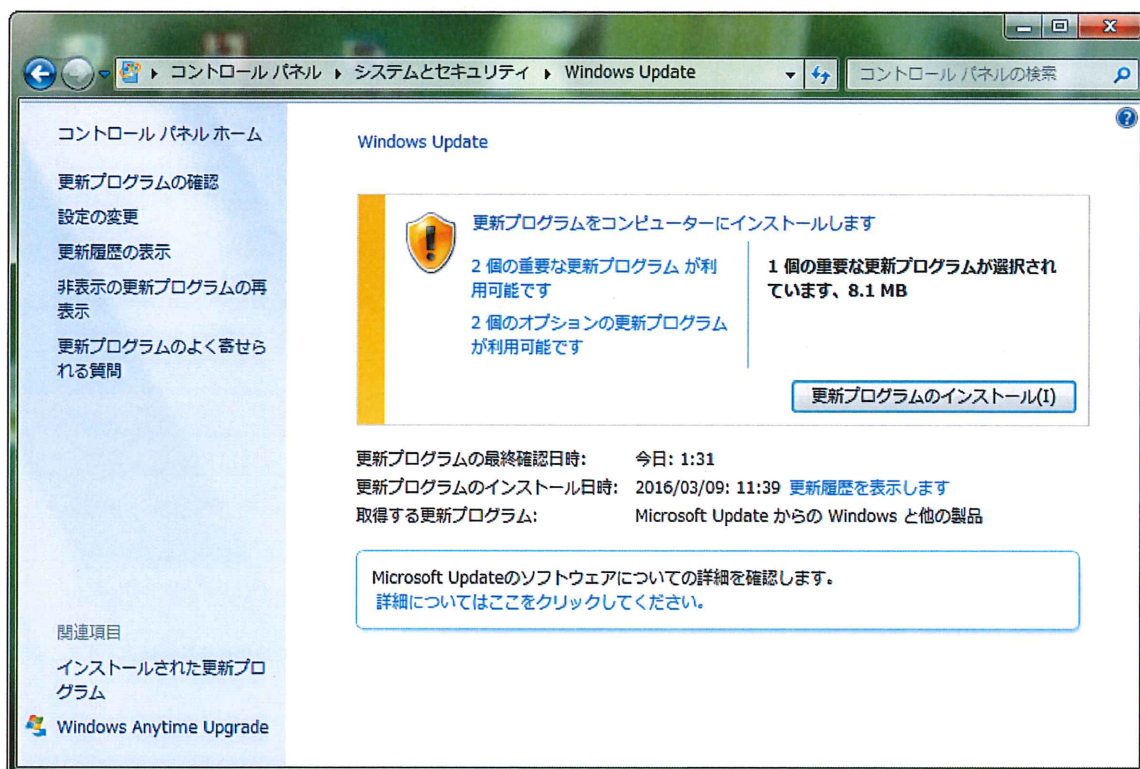 コントロール パネル ▸ システムとセキュリティ ▸ Windows Update
コントロール パネルの検索
コントロール パネル ホーム
更新プログラムの確認
設定の変更
更新履歴の表示
非表示の更新プログラムの再
表示
更新プログラムのよく寄せら
れる質問
関連項目
インストールされた更新プロ
グラム
Windows Anytime Upgrade
Windows Update
更新プログラムをコンピューターにインストールします
2 個の重要な更新プログラム が利
用可能です
2 個のオプションの更新プログラム
が利用可能です
1 個の重要な更新プログラムが選択され
ています、8.1 MB
更新プログラムのインストール(I)
更新プログラムの最終確認日時: 今日: 1:31
更新プログラムのインストール日時: 2016/03/09: 11:39 更新履歴を表示します
取得する更新プログラム: Microsoft Update からの Windows と他の製品
Microsoft Updateのソフトウェアについての詳細を確認します。
詳細についてはここをクリックしてください。